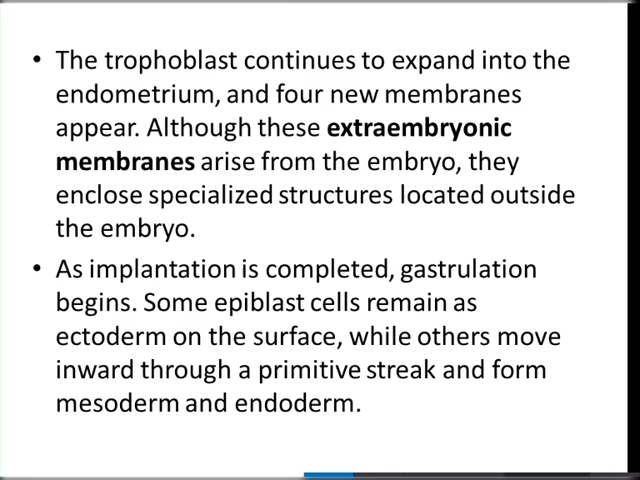 • The trophoblast continues to expand into the
endometrium, and four new membranes
appear. Although these extraembryonic
membranes arise from the embryo, they
enclose specialized structures located outside
the embryo.
• As implantation is completed, gastrulation
begins. Some epiblast cells remain as
ectoderm on the surface, while others move
inward through a primitive streak and form
mesoderm and endoderm.